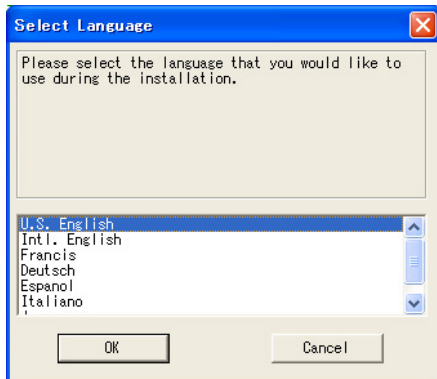 Select Language
Please select the language that you would like to
use during the installation.
U.S. English
Intl. English
Francis
Deutsch
Espanol
Italiano
OK
Cancel